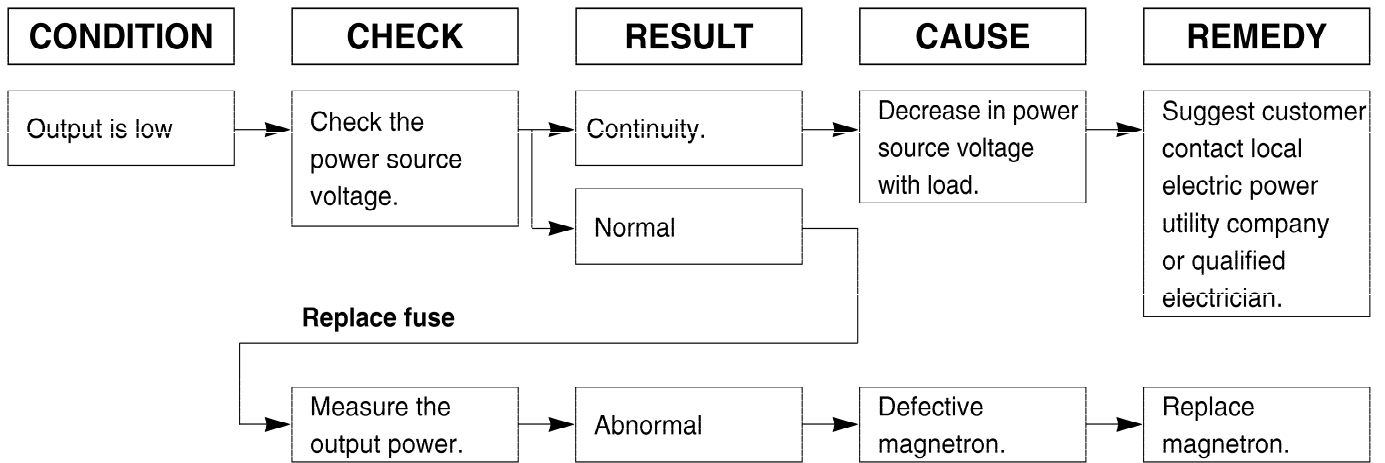 CONDITION
CHECK
RESULT
CAUSE
REMEDY
Output is low
Check the
power source
voltage.
Continuity.
Decrease in power
source voltage
with load.
Suggest customer
contact local
electric power
utility company
or qualified
electrician.
Normal
Replace fuse
Measure the
output power.
Abnormal
Defective
magnetron.
Replace
magnetron.